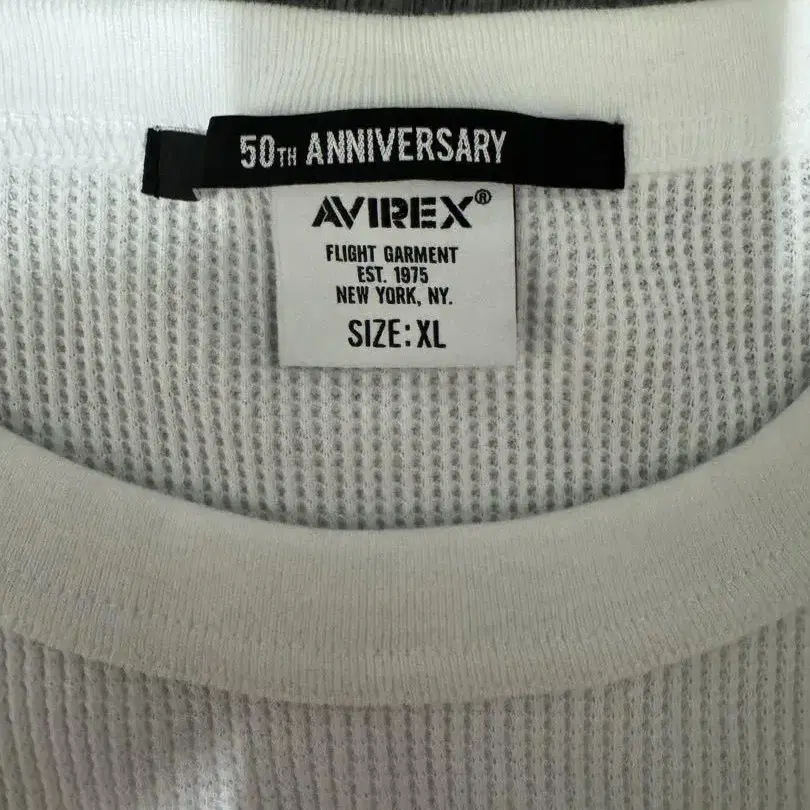 50TH ANNIVERSARY
AVIREX®
FLIGHT GARMENT
EST. 1975
NEW YORK, NY.
SIZE: XL